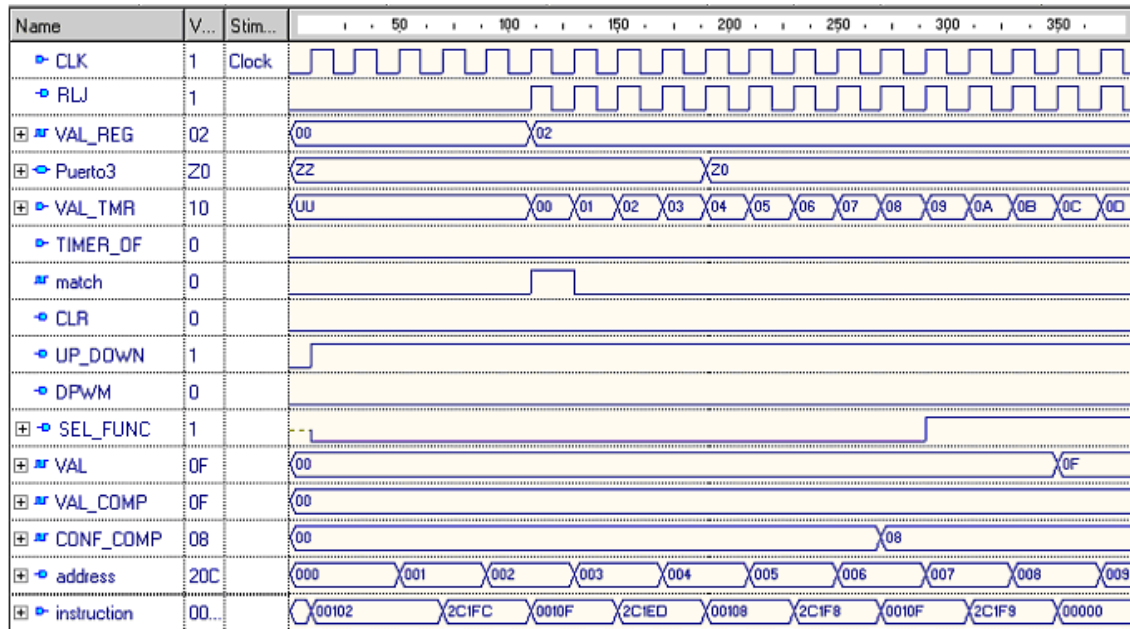 Name V... Stim... 50 100 150 200 250 300 350
CLK 1 Clock
RLJ 1
VAL_REG 02 00 02
Puerto3 Z0 ZZ Z0
VAL_TMR 10 UU 00 01 02 03 04 05 06 07 08 09 0A 0B 0C 0D
TIMER_OF 0
match 0
CLR 0
UP_DOWN 1
DPWM 0
SEL_FUNC 1
VAL 0F 00 0F
VAL_COMP 0F 00
CONF_COMP 08 00 08
address 20C 000 001 002 003 004 005 006 007 008 009
instruction 00... 00102 2C1FC 0010F 2C1ED 00108 2C1F8 0010F 2C1F9 00000